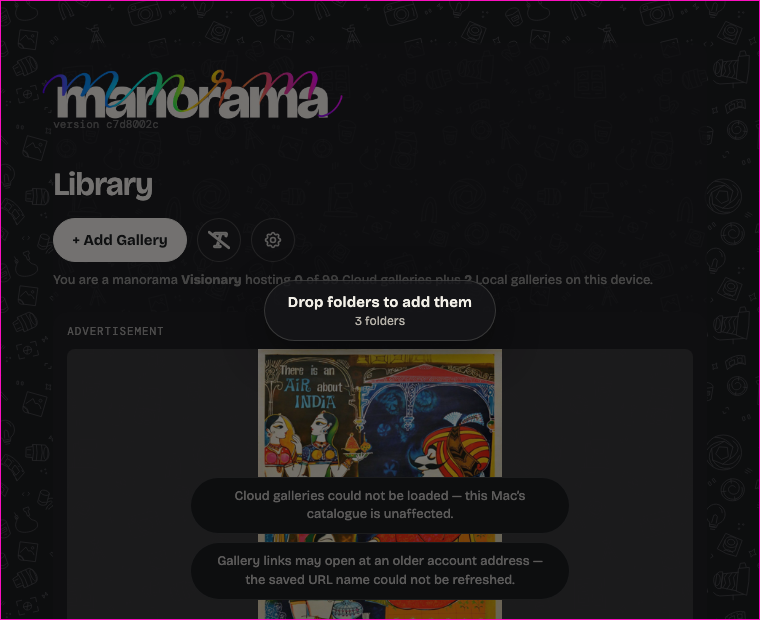 manorama
version c7d8002c
Library
+ Add Gallery
You are a manorama Visionary hosting 0 of 99 Cloud galleries plus 2 Local galleries on this device.
Drop folders to add them
3 folders
ADVERTISEMENT
There is an
AIR about
INDIA
Cloud galleries could not be loaded — this Mac's
catalogue is unaffected.
Gallery links may open at an older account address —
the saved URL name could not be refreshed.